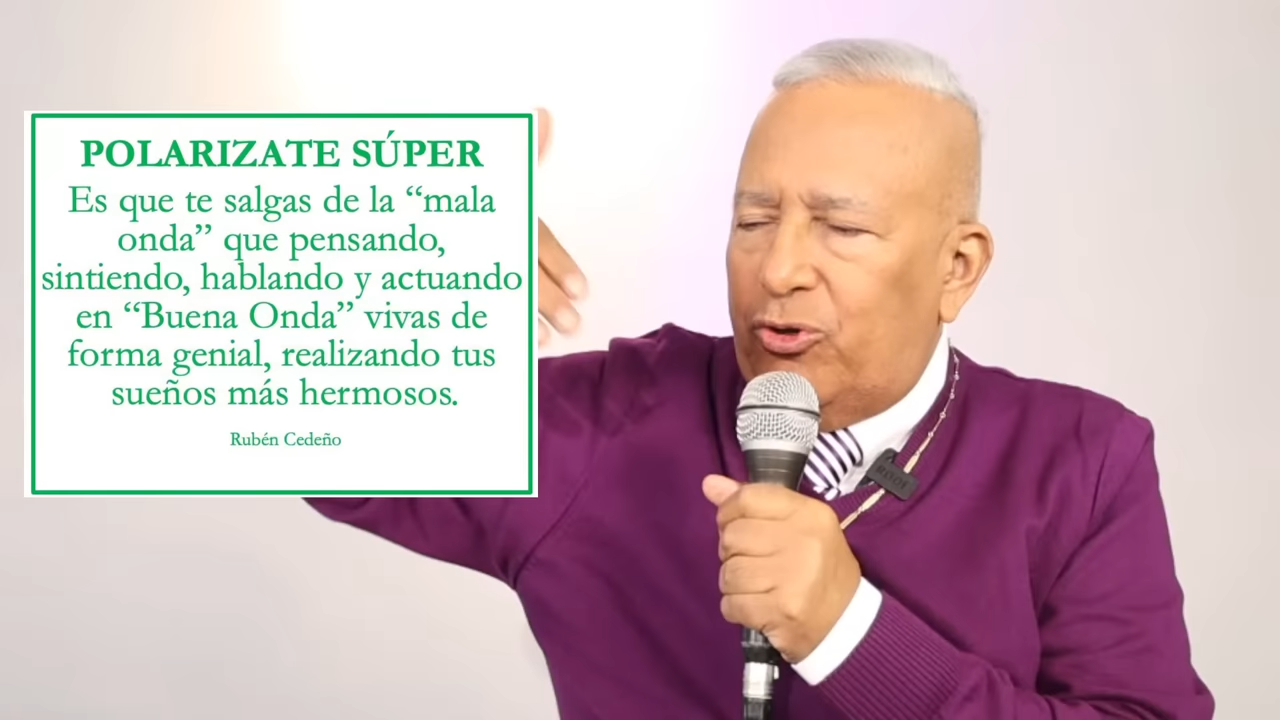 POLARIZATE SÚPER
Es que te salgas de la “mala
onda” que pensando,
sintiendo, hablando y actuando
en “Buena Onda” vivas de
forma genial, realizando tus
sueños más hermosos.
Rubén Cedeño